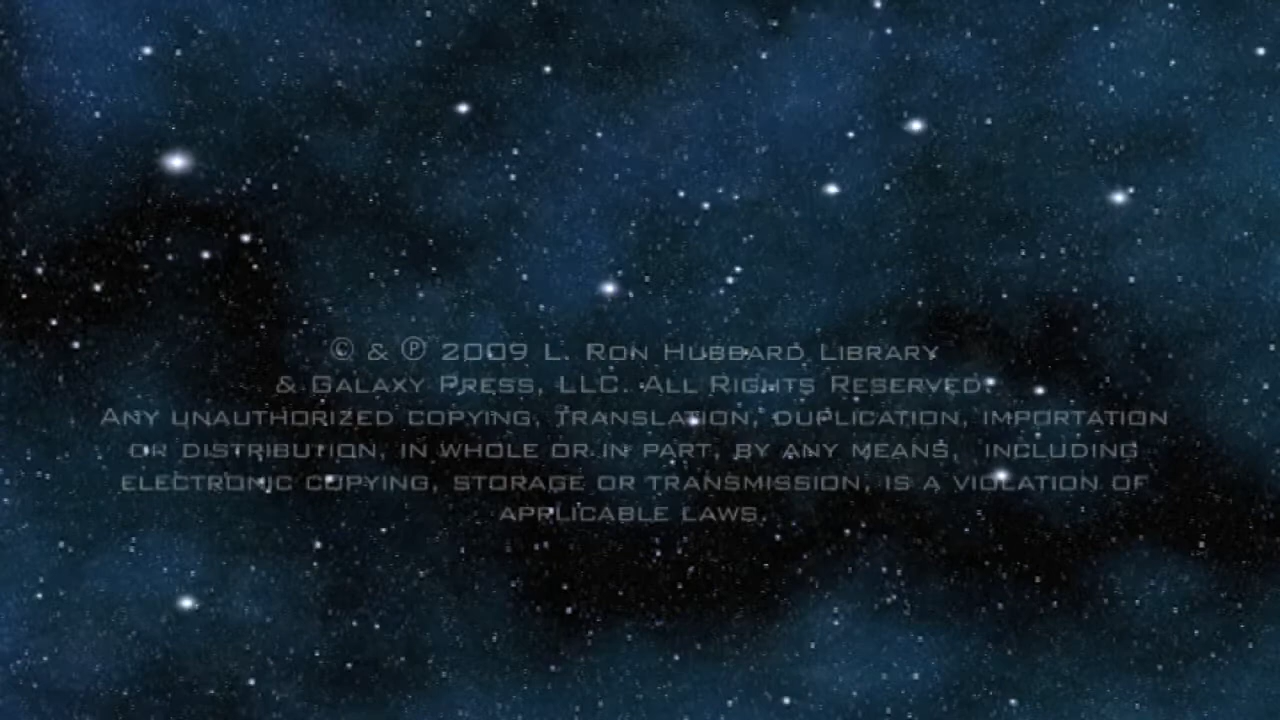 © & ℗ 2009 L. Ron Hubbard Library
& Galaxy Press, LLC. All Rights Reserved.
Any unauthorized copying, translation, duplication, importation
or distribution, in whole or in part, by any means, including
electronic copying, storage or transmission, is a violation of
applicable laws.